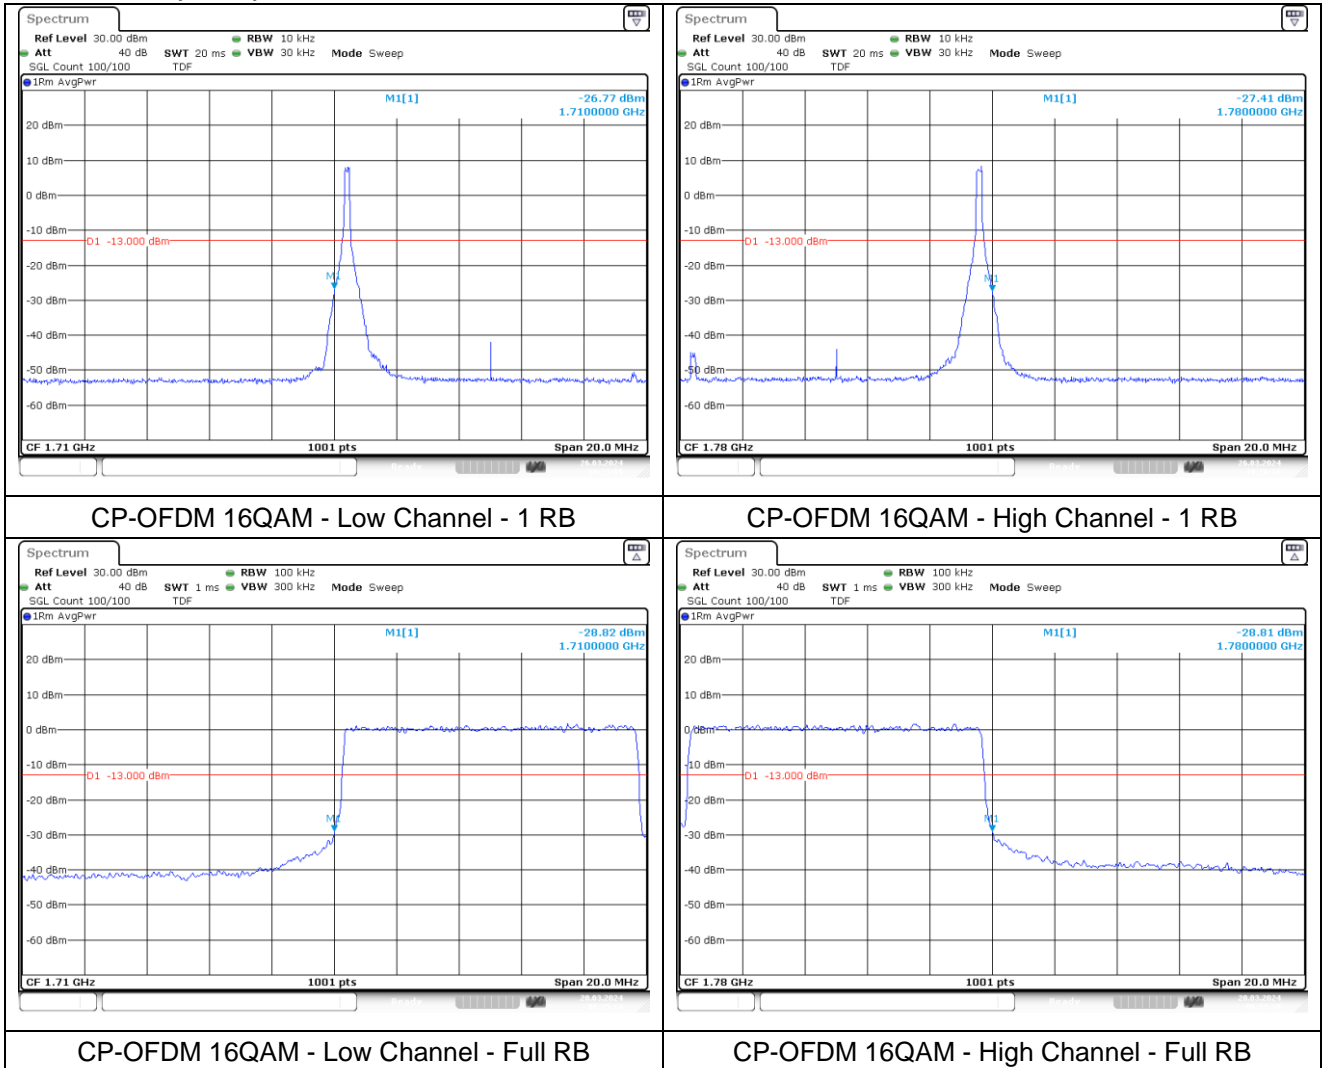 Spectrum
Ref Level 30.00 dBm RBW 10 kHz
Att 40 dB SWT 20 ms VBW 30 kHz Mode Sweep
SGL Count 100/100 TDF
1Rm AvgPwr
M1[1] -26.77 dBm
1.7100000 GHz
20 dBm
10 dBm
0 dBm
-10 dBm
D1 -13.000 dBm
-20 dBm
M1
-30 dBm
-40 dBm
-50 dBm
-60 dBm
CF 1.71 GHz 1001 pts Span 20.0 MHz
CP-OFDM 16QAM - Low Channel - 1 RB
Spectrum
Ref Level 30.00 dBm RBW 10 kHz
Att 40 dB SWT 20 ms VBW 30 kHz Mode Sweep
SGL Count 100/100 TDF
1Rm AvgPwr
M1[1] -27.41 dBm
1.7800000 GHz
20 dBm
10 dBm
0 dBm
-10 dBm
D1 -13.000 dBm
-20 dBm
M1
-30 dBm
-40 dBm
-50 dBm
-60 dBm
CF 1.78 GHz 1001 pts Span 20.0 MHz
CP-OFDM 16QAM - High Channel - 1 RB
Spectrum
Ref Level 30.00 dBm RBW 100 kHz
Att 40 dB SWT 1 ms VBW 300 kHz Mode Sweep
SGL Count 100/100 TDF
1Rm AvgPwr
M1[1] -28.82 dBm
1.7100000 GHz
20 dBm
10 dBm
0 dBm
-10 dBm
D1 -13.000 dBm
-20 dBm
M1
-30 dBm
-40 dBm
-50 dBm
-60 dBm
CF 1.71 GHz 1001 pts Span 20.0 MHz
CP-OFDM 16QAM - Low Channel - Full RB
Spectrum
Ref Level 30.00 dBm RBW 100 kHz
Att 40 dB SWT 1 ms VBW 300 kHz Mode Sweep
SGL Count 100/100 TDF
1Rm AvgPwr
M1[1] -28.81 dBm
1.7800000 GHz
20 dBm
10 dBm
0 dBm
-10 dBm
D1 -13.000 dBm
-20 dBm
M1
-30 dBm
-40 dBm
-50 dBm
-60 dBm
CF 1.78 GHz 1001 pts Span 20.0 MHz
CP-OFDM 16QAM - High Channel - Full RB